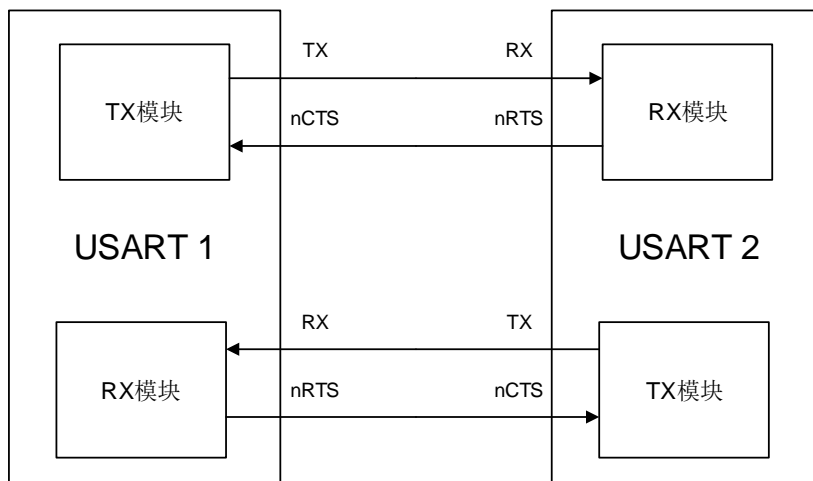 TX RX
TX模块 nCTS nRTS RX模块
USART 1 USART 2
RX TX
RX模块 nRTS nCTS TX模块